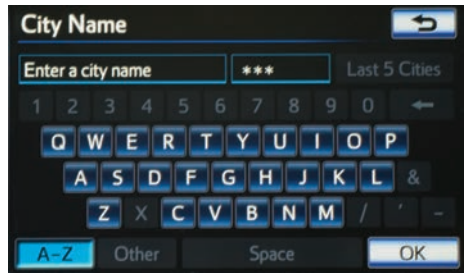 City Name
Enter a city name *** Last 5 Cities
1 2 3 4 5 6 7 8 9 0 ←
Q W E R T Y U I O P
A S D F G H J K L &
Z X C V B N M / ' -
A-Z Other Space OK